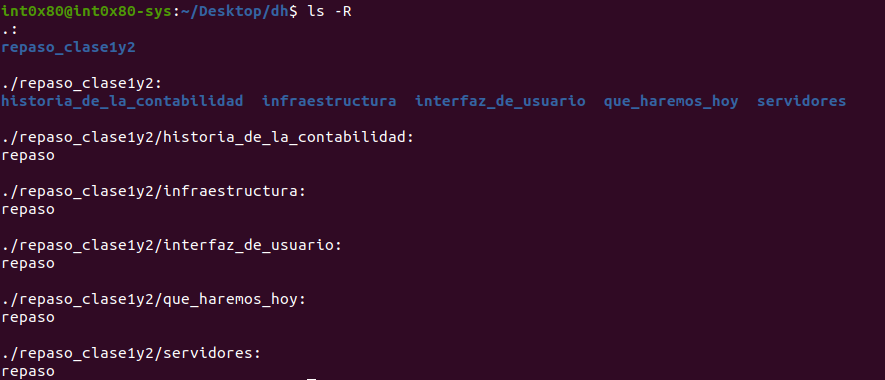 int0x80@int0x80-sys:~/Desktop/dh$ ls -R
.:
repaso_clase1y2
./repaso_clase1y2:
historia_de_la_contabilidad  infraestructura  interfaz_de_usuario  que_haremos_hoy  servidores
./repaso_clase1y2/historia_de_la_contabilidad:
repaso
./repaso_clase1y2/infraestructura:
repaso
./repaso_clase1y2/interfaz_de_usuario:
repaso
./repaso_clase1y2/que_haremos_hoy:
repaso
./repaso_clase1y2/servidores:
repaso